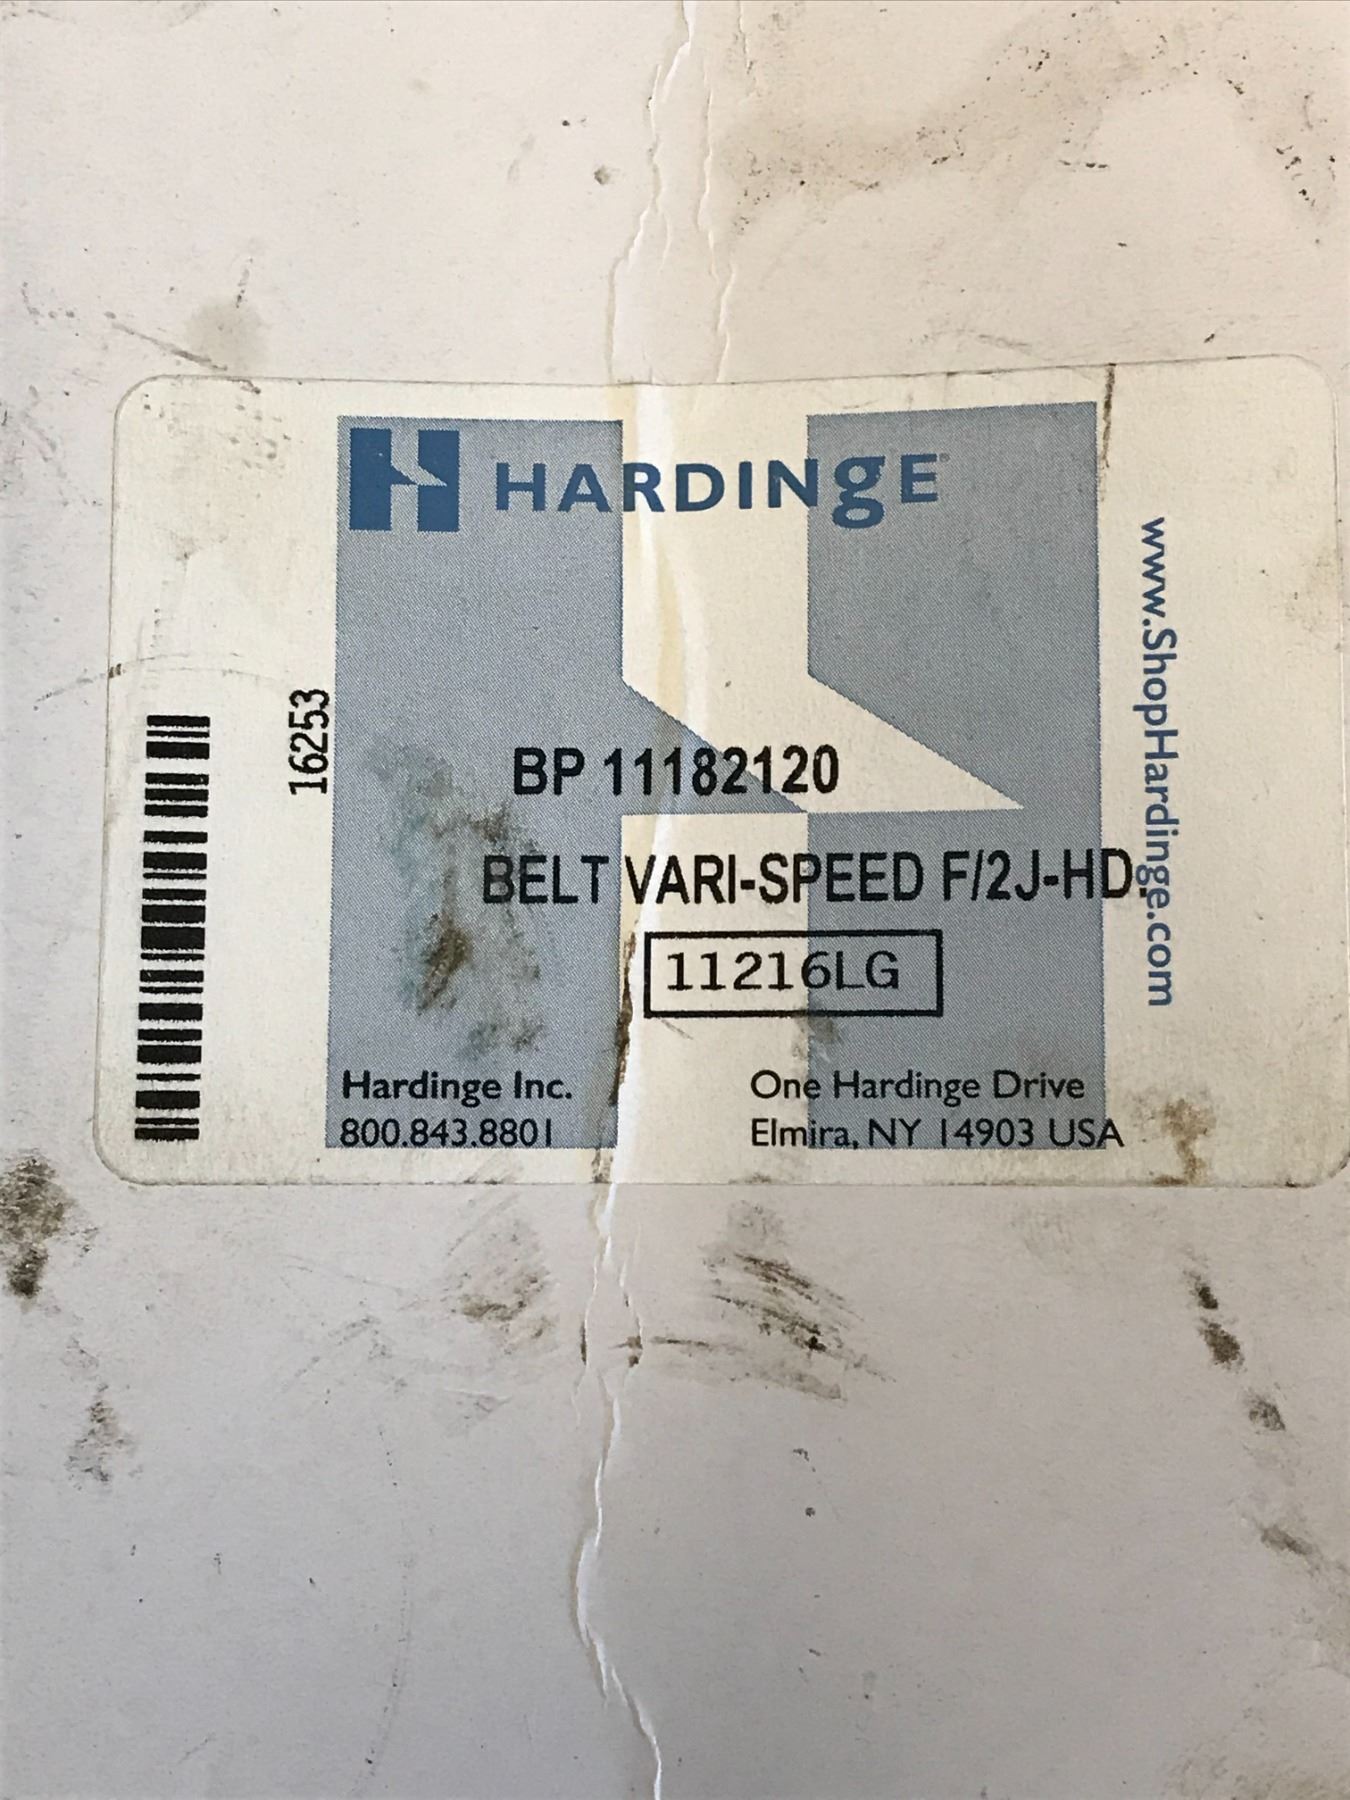 HARDINgE
16253
BP 11182120
BELT VARI-SPEED F/2J-HD.
11216LG
www.ShopHardinge.com
Hardinge Inc.
800.843.8801
One Hardinge Drive
Elmira, NY 14903 USA